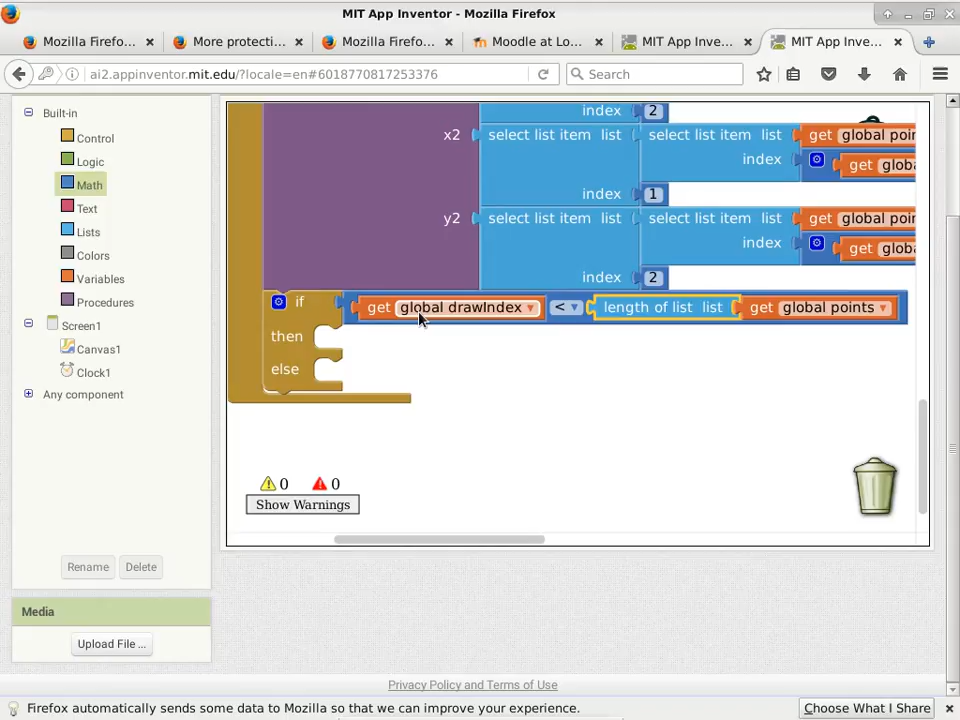 MIT App Inventor - Mozilla Firefox
Mozilla Firefo...
More protecti...
Mozilla Firefo...
Moodle at Lo...
MIT App Inve...
MIT App Inve...
ai2.appinventor.mit.edu/?locale=en#6018770817253376
Search
Built-in
Control
Logic
Math
Text
Lists
Colors
Variables
Procedures
Screen1
Canvas1
Clock1
Any component
Rename
Delete
Media
Upload File ...
index 2
x2 select list item list select list item list get global poin
index get globa
index 1
y2 select list item list select list item list get global poin
index get globa
index 2
if get global drawIndex < length of list list get global points
then
else
0 0
Show Warnings
Privacy Policy and Terms of Use
Firefox automatically sends some data to Mozilla so that we can improve your experience.
Choose What I Share